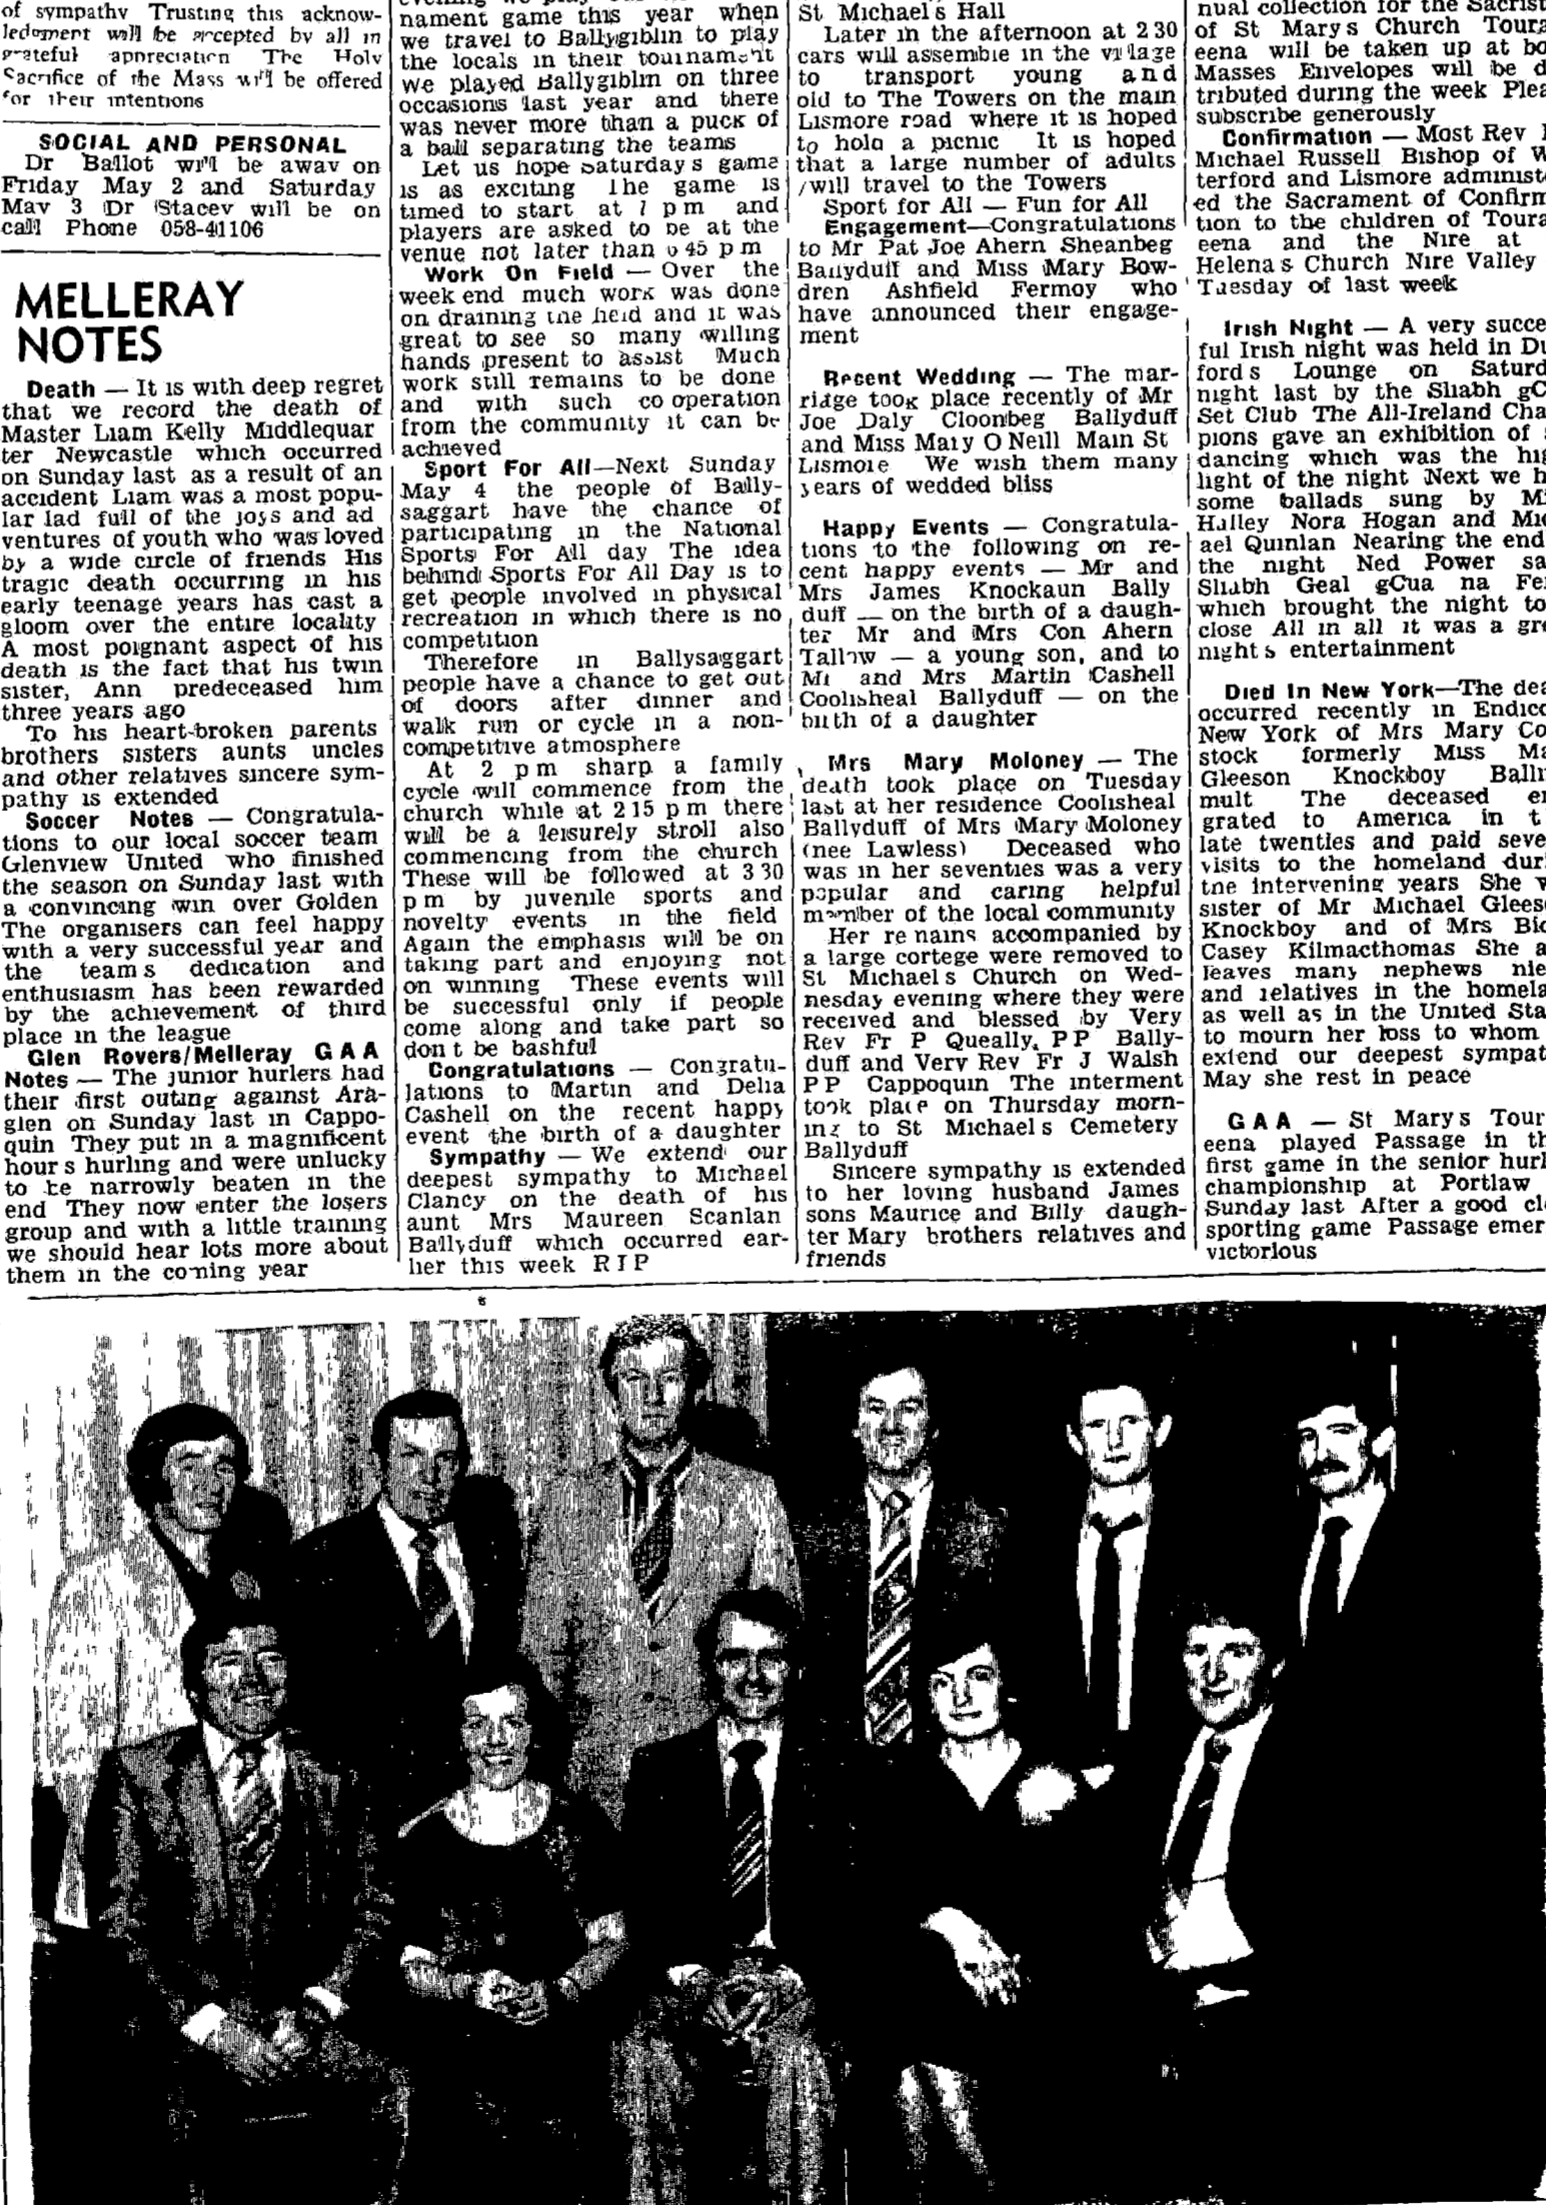 of sympathy Trusting this acknow-
ledgment will be accepted by all in
grateful appreciation The Holy
Sacrifice of the Mass will be offered
for their intentions
SOCIAL AND PERSONAL
Dr Ballot will be away on
Friday May 2 and Saturday
May 3 Dr Stacey will be on
call Phone 058-41106
MELLERAY
NOTES
Death — It is with deep regret
that we record the death of
Master Liam Kelly Middlequar
ter Newcastle which occurred
on Sunday last as a result of an
accident Liam was a most popu-
lar lad full of the joys and ad
ventures of youth who was loved
by a wide circle of friends His
tragic death occurring in his
early teenage years has cast a
gloom over the entire locality
A most poignant aspect of his
death is the fact that his twin
sister, Ann predeceased him
three years ago
To his heart-broken parents
brothers sisters aunts uncles
and other relatives sincere sym-
pathy is extended
Soccer Notes — Congratula-
tions to our local soccer team
Glenview United who finished
the season on Sunday last with
a convincing win over Golden
The organisers can feel happy
with a very successful year and
the team s dedication and
enthusiasm has been rewarded
by the achievement of third
place in the league
Glen Rovers/Melleray G A A
Notes — The junior hurlers had
their first outing against Ara-
glen on Sunday last in Cappo-
quin They put in a magnificent
hour s hurling and were unlucky
to be narrowly beaten in the
end They now enter the losers
group and with a little training
we should hear lots more about
them in the coming year
nament game this year when
we travel to Ballygiblin to play
the locals in their tournament
We played Ballygiblin on three
occasions last year and there
was never more than a puck of
a ball separating the teams
Let us hope Saturday s game
is as exciting The game is
timed to start at 7 p m and
players are asked to be at the
venue not later than 6 45 p m
Work On Field — Over the
week end much work was done
on draining the field and it was
great to see so many willing
hands present to assist Much
work still remains to be done
and with such co operation
from the community it can be
achieved
Sport For All—Next Sunday
May 4 the people of Bally-
saggart have the chance of
participating in the National
Sports For All day The idea
behind Sports For All Day is to
get people involved in physical
recreation in which there is no
competition
Therefore in Ballysaggart
people have a chance to get out
of doors after dinner and
walk run or cycle in a non-
competitive atmosphere
At 2 p m sharp a family
cycle will commence from the
church while at 2 15 p m there
will be a leisurely stroll also
commencing from the church
These will be followed at 3 30
p m by juvenile sports and
novelty events in the field
Again the emphasis will be on
taking part and enjoying not
on winning These events will
be successful only if people
come along and take part so
don t be bashful
Congratulations — Congratu-
lations to Martin and Delia
Cashell on the recent happy
event the birth of a daughter
Sympathy — We extend our
deepest sympathy to Michael
Clancy on the death of his
aunt Mrs Maureen Scanlan
Ballyduff which occurred ear-
lier this week R I P
St Michael s Hall
Later in the afternoon at 2 30
cars will assemble in the village
to transport young and
old to The Towers on the main
Lismore road where it is hoped
to hold a picnic It is hoped
that a large number of adults
will travel to the Towers
Sport for All — Fun for All
Engagement—Congratulations
to Mr Pat Joe Ahern Sheanbeg
Ballyduff and Miss Mary Bow-
dren Ashfield Fermoy who
have announced their engage-
ment
Recent Wedding — The mar-
riage took place recently of Mr
Joe Daly Cloonbeg Ballyduff
and Miss Mary O Neill Main St
Lismore We wish them many
years of wedded bliss
Happy Events — Congratula-
tions to the following on re-
cent happy events — Mr and
Mrs James Knockaun Bally
duff — on the birth of a daugh-
ter Mr and Mrs Con Ahern
Tallow — a young son, and to
Mr and Mrs Martin Cashell
Coolisheal Ballyduff — on the
birth of a daughter
Mrs Mary Moloney — The
death took place on Tuesday
last at her residence Coolisheal
Ballyduff of Mrs Mary Moloney
(nee Lawless) Deceased who
was in her seventies was a very
popular and caring helpful
member of the local community
Her remains accompanied by
a large cortege were removed to
St Michael s Church on Wed-
nesday evening where they were
received and blessed by Very
Rev Fr P Queally, P P Bally-
duff and Very Rev Fr J Walsh
P P Cappoquin The interment
took place on Thursday morn-
ing to St Michael s Cemetery
Ballyduff
Sincere sympathy is extended
to her loving husband James
sons Maurice and Billy daugh-
ter Mary brothers relatives and
friends
nual collection for the Sacrist
of St Mary s Church Toura
eena will be taken up at bo
Masses Envelopes will be d
tributed during the week Plea
subscribe generously
Confirmation — Most Rev
Michael Russell Bishop of W
terford and Lismore administ
ed the Sacrament of Confirm
tion to the children of Toura
eena and the Nire at
Helena s Church Nire Valley
Tuesday of last week
Irish Night — A very succe
ful Irish night was held in Du
ford s Lounge on Saturd
night last by the Sliabh gC
Set Club The All-Ireland Cha
pions gave an exhibition of
dancing which was the hig
light of the night Next we h
some ballads sung by Mi
Halley Nora Hogan and Mic
ael Quinlan Nearing the end
the night Ned Power sa
Sliabh Geal gCua na Fe
which brought the night to
close All in all it was a gre
night s entertainment
Died In New York—The dea
occurred recently in Endico
New York of Mrs Mary Co
stock formerly Miss Ma
Gleeson Knockboy Ballin
mult The deceased e
grated to America in t
late twenties and paid seve
visits to the homeland duri
the intervening years She w
sister of Mr Michael Glees
Knockboy and of Mrs Bid
Casey Kilmacthomas She a
leaves many nephews nie
and relatives in the homela
as well as in the United Sta
to mourn her loss to whom
extend our deepest sympat
May she rest in peace
G A A — St Mary s Tour
eena played Passage in th
first game in the senior hurl
championship at Portlaw
Sunday last After a good cl
sporting game Passage emer
victorious